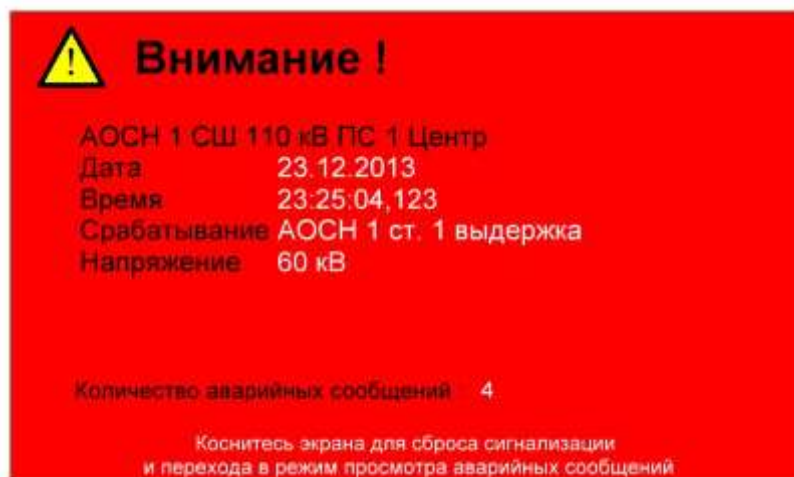 Внимание !
АОСН 1 СШ 110 кВ ПС 1 Центр
Дата 23.12.2013
Время 23:25:04,123
Срабатывание АОСН 1 ст. 1 выдержка
Напряжение 60 кВ
Количество аварийных сообщений 4
Коснитесь экрана для сброса сигнализации
и перехода в режим просмотра аварийных сообщений